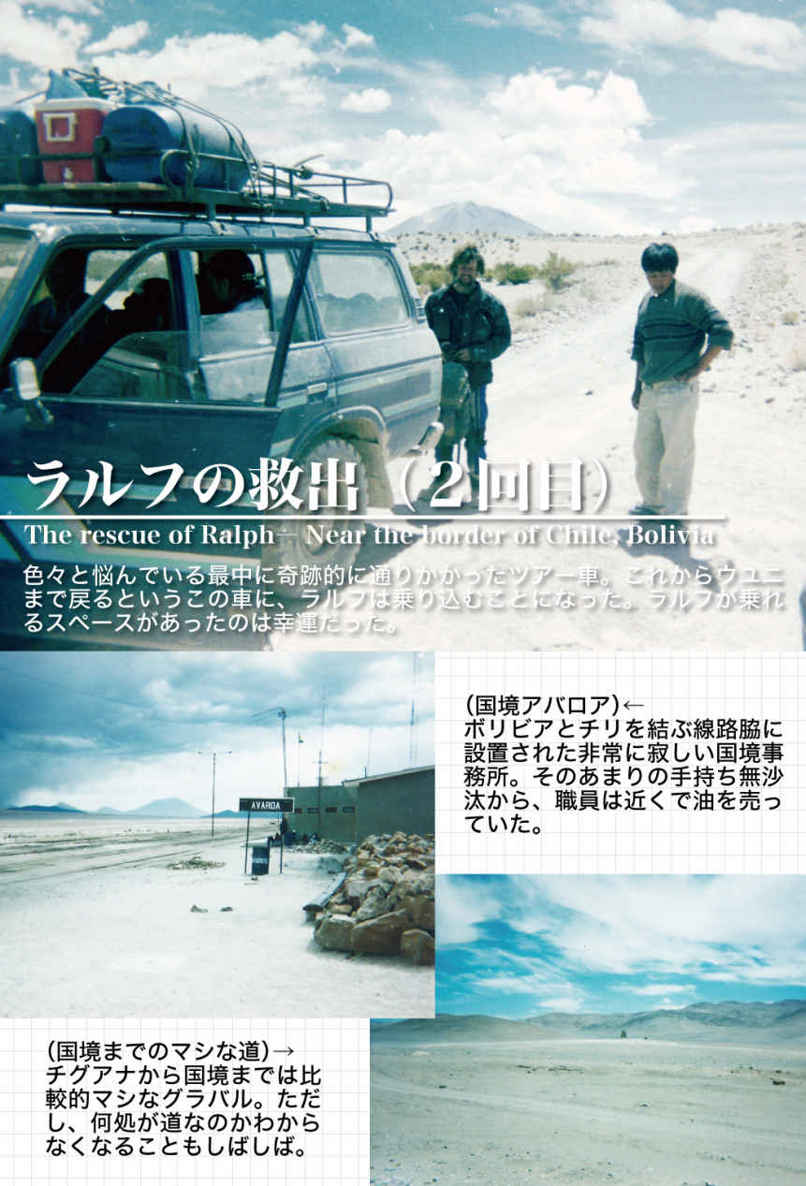 ラルフの救出（２回目）
The rescue of Ralph― Near the border of Chile, Bolivia
色々と悩んでいる最中に奇跡的に通りかかったツアー車。これからウユニ
まで戻るというこの車に、ラルフは乗り込むことになった。ラルフが乗れ
るスペースがあったのは幸運だった。
(国境アバロア)←
ボリビアとチリを結ぶ線路脇に
設置された非常に寂しい国境事
務所。そのあまりの手持ち無沙
汰から、職員は近くで油を売っ
ていた。
AVAROA
(国境までのマシな道)→
チグアナから国境までは比
較的マシなグラバル。ただ
し、何処が道なのかわから
なくなることもしばしば。